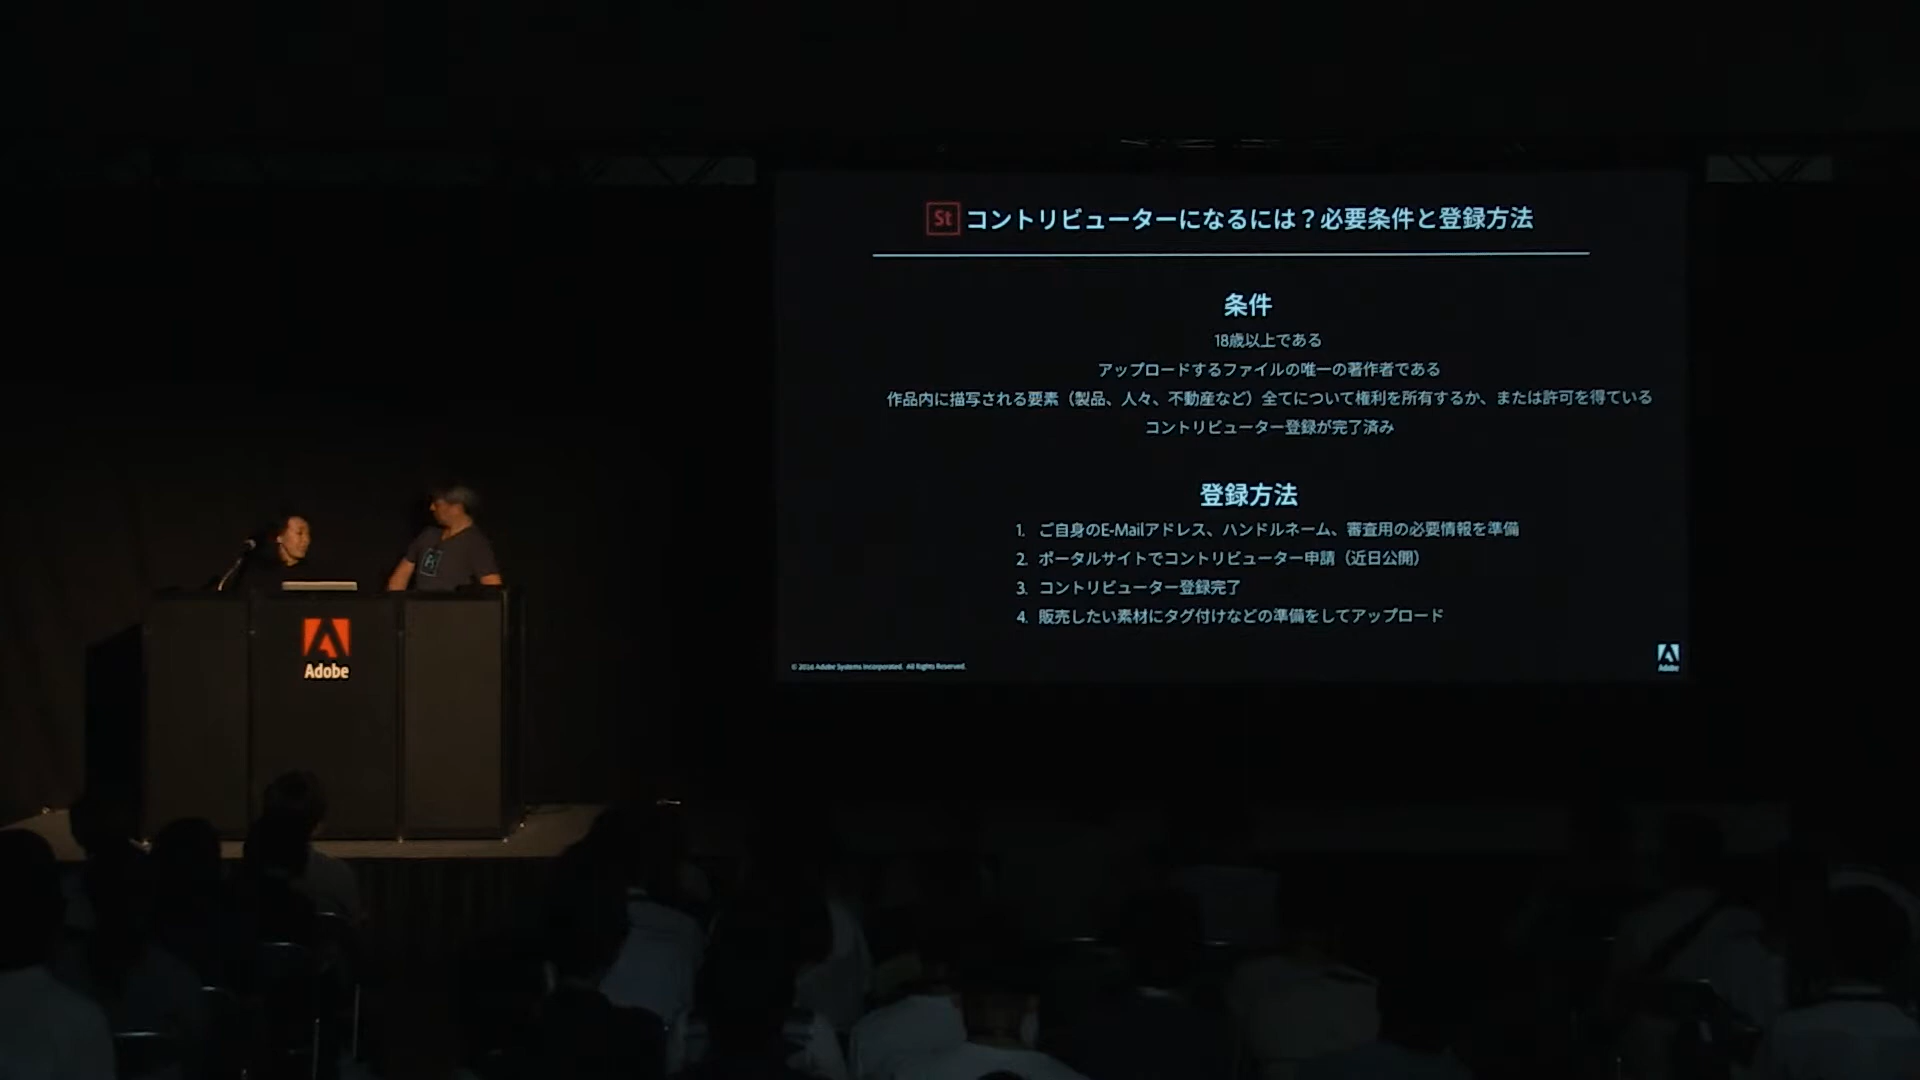 St コントリビューターになるには？必要条件と登録方法
条件
18歳以上である
アップロードするファイルの唯一の著作者である
作品内に描写される要素（製品、人々、不動産など）全てについて権利を所有するか、または許可を得ている
コントリビューター登録が完了済み
登録方法
1. ご自身のE-Mailアドレス、ハンドルネーム、審査用の必要情報を準備
2. ポータルサイトでコントリビューター申請（近日公開）
3. コントリビューター登録完了
4. 販売したい素材にタグ付けなどの準備をしてアップロード
© 2016 Adobe Systems Incorporated. All Rights Reserved.
Adobe
Adobe